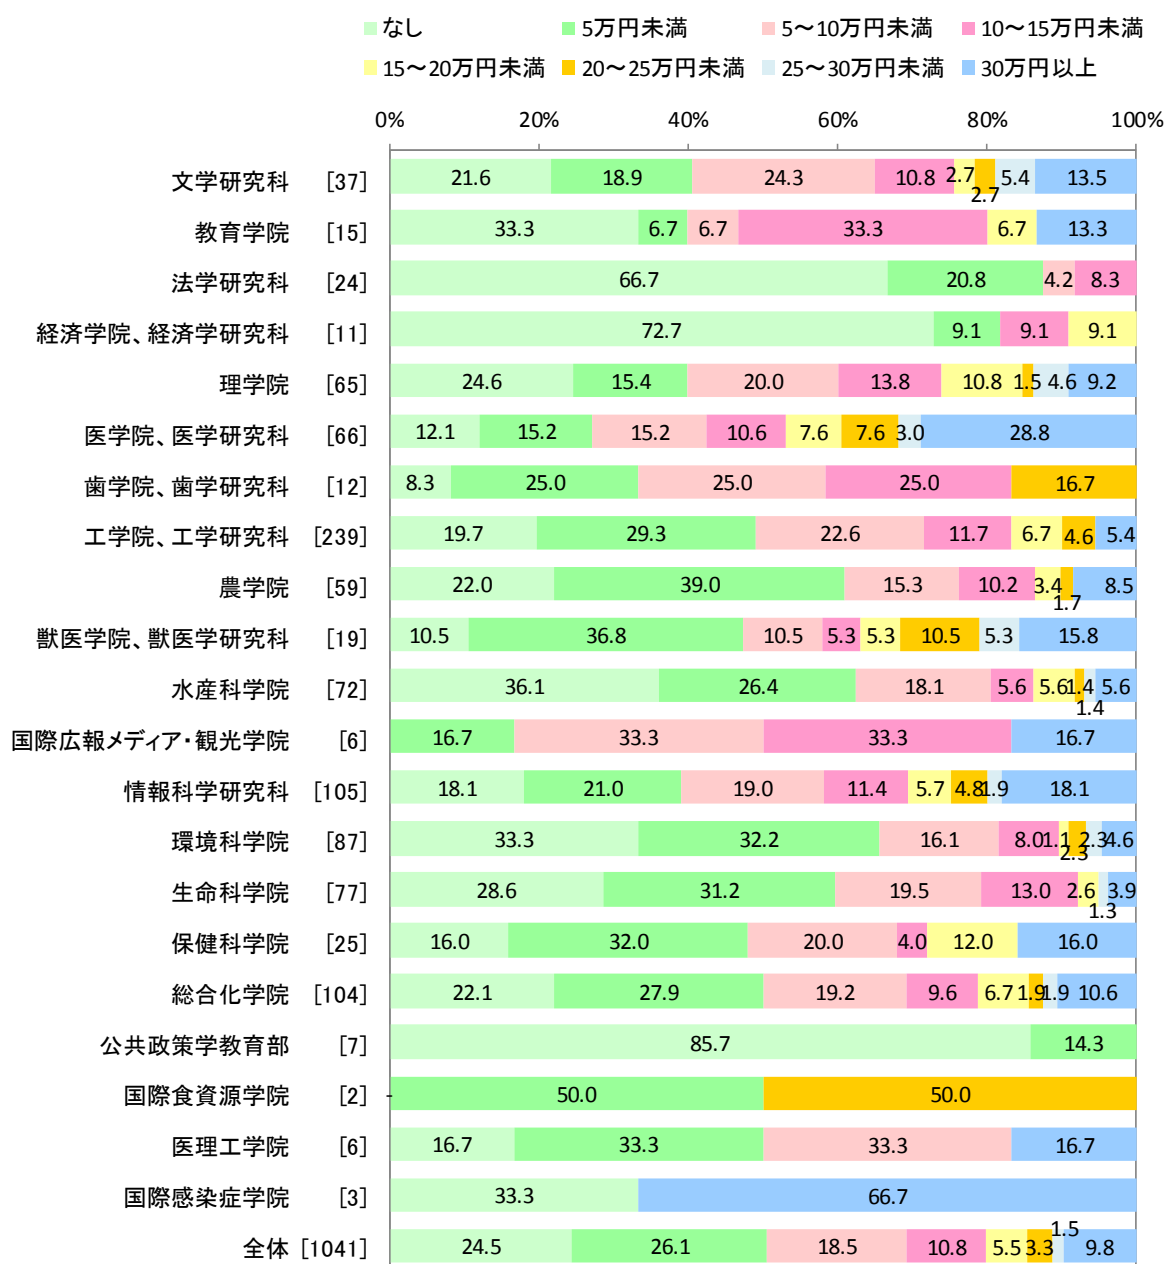 なし 5万円未満 5～10万円未満 10～15万円未満
15～20万円未満 20～25万円未満 25～30万円未満 30万円以上
0% 20% 40% 60% 80% 100%
文学研究科 [37] 21.6 18.9 24.3 10.8 2.7 2.7 5.4 13.5
教育学院 [15] 33.3 6.7 6.7 33.3 6.7 13.3
法学研究科 [24] 66.7 20.8 4.2 8.3
経済学院、経済学研究科 [11] 72.7 9.1 9.1 9.1
理学院 [65] 24.6 15.4 20.0 13.8 10.8 1.5 4.6 9.2
医学院、医学研究科 [66] 12.1 15.2 15.2 10.6 7.6 7.6 3.0 28.8
歯学院、歯学研究科 [12] 8.3 25.0 25.0 25.0 16.7
工学院、工学研究科 [239] 19.7 29.3 22.6 11.7 6.7 4.6 5.4
農学院 [59] 22.0 39.0 15.3 10.2 3.4 1.7 8.5
獣医学院、獣医学研究科 [19] 10.5 36.8 10.5 5.3 5.3 10.5 5.3 15.8
水産科学院 [72] 36.1 26.4 18.1 5.6 5.6 1.4 1.4 5.6
国際広報メディア・観光学院 [6] 16.7 33.3 33.3 16.7
情報科学研究科 [105] 18.1 21.0 19.0 11.4 5.7 4.8 1.9 18.1
環境科学院 [87] 33.3 32.2 16.1 8.0 1.1 2.3 2.3 4.6
生命科学院 [77] 28.6 31.2 19.5 13.0 2.6 1.3 3.9
保健科学院 [25] 16.0 32.0 20.0 4.0 12.0 16.0
総合化学院 [104] 22.1 27.9 19.2 9.6 6.7 1.9 1.9 10.6
公共政策学教育部 [7] 85.7 14.3
国際食資源学院 [2] 50.0 50.0
医理工学院 [6] 16.7 33.3 33.3 16.7
国際感染症学院 [3] 33.3 66.7
全体 [1041] 24.5 26.1 18.5 10.8 5.5 3.3 1.5 9.8